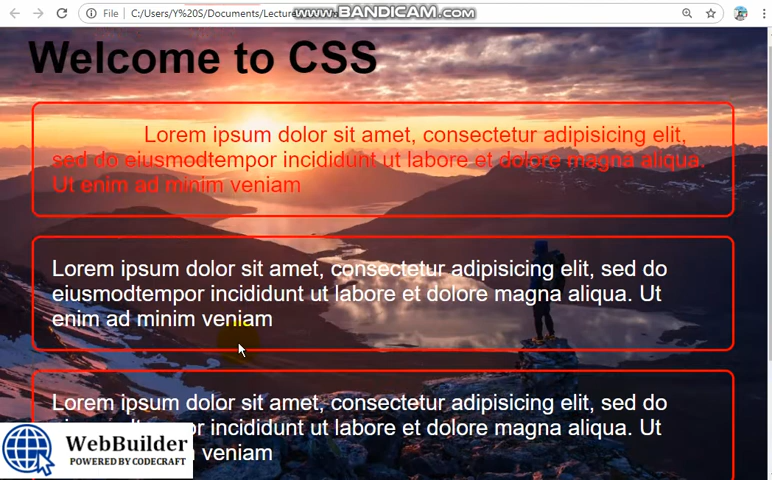 File C:/Users/Y%20S/Documents/Lecture
www.BANDICAM.com
Welcome to CSS
Lorem ipsum dolor sit amet, consectetur adipisicing elit,
sed do eiusmodtempor incididunt ut labore et dolore magna aliqua.
Ut enim ad minim veniam
Lorem ipsum dolor sit amet, consectetur adipisicing elit, sed do
eiusmodtempor incididunt ut labore et dolore magna aliqua. Ut
enim ad minim veniam
Lorem ipsum dolor sit amet, consectetur adipisicing elit, sed do
incididunt ut labore et dolore magna aliqua. Ut
veniam
WebBuilder
POWERED BY CODECRAFT